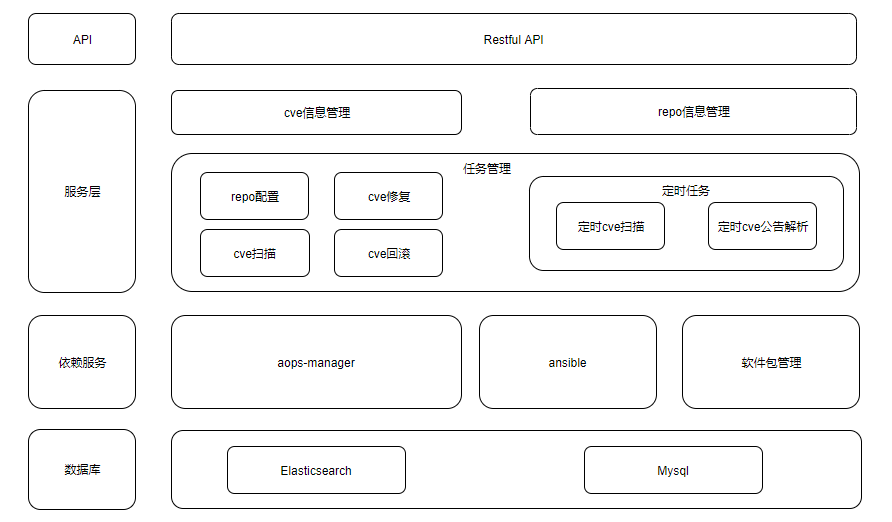 API
Restful API
服务层
cve信息管理
repo信息管理
任务管理
repo配置
cve修复
cve扫描
cve回滚
定时任务
定时cve扫描
定时cve公告解析
依赖服务
aops-manager
ansible
软件包管理
数据库
Elasticsearch
Mysql